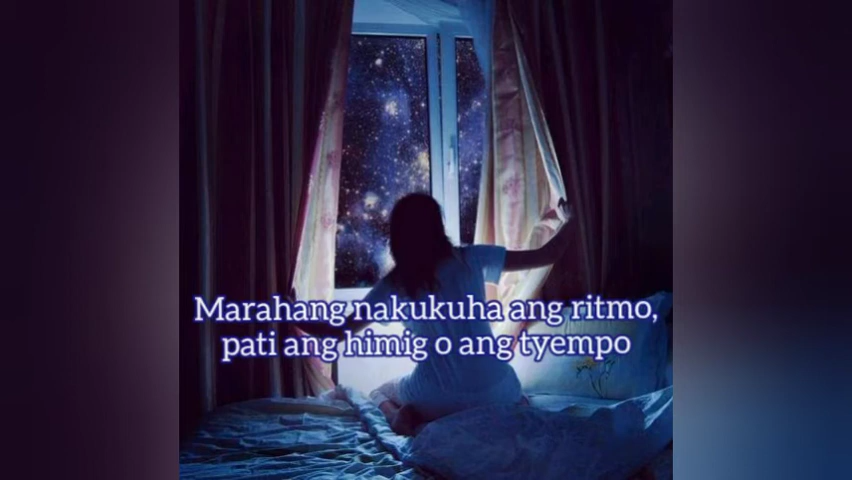 Marahang nakukuha ang ritmo,
pati ang himig o ang tyempo